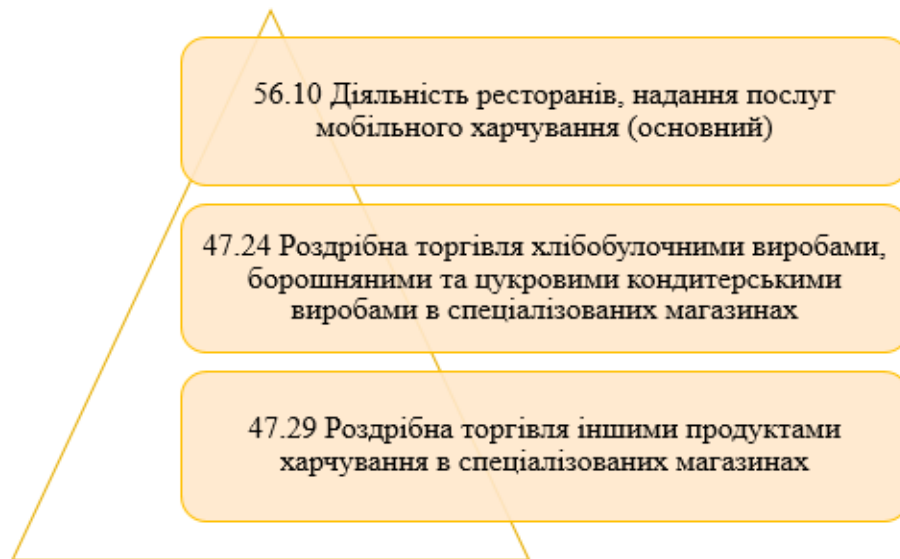 56.10 Діяльність ресторанів, надання послуг
мобільного харчування (основний)
47.24 Роздрібна торгівля хлібобулочними виробами,
борошняними та цукровими кондитерськими
виробами в спеціалізованих магазинах
47.29 Роздрібна торгівля іншими продуктами
харчування в спеціалізованих магазинах